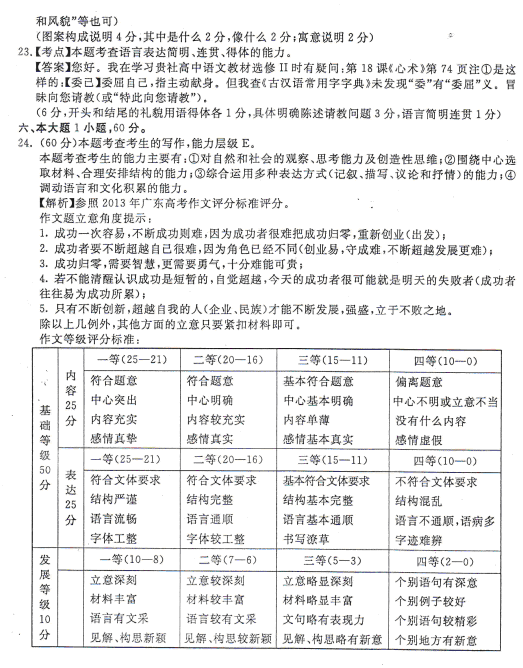 和风貌”等也可)
(图案构成说明4分,其中是什么2分,像什么2分;寓意说明2分)
23.【考点】本题考查语言表达简明、连贯、得体的能力。
【答案】您好。我在学习贵社高中语文教材选修II时有疑问:第18课《心术》第74页注①是这
样的:【委己】委屈自己,指主动献身。但我查《古汉语常用字字典》未发现“委”有“委屈”义。冒
昧向您请教(或“特此向您请教”)。
(6分,开头和结尾的礼貌用语得体各1分,具体明确陈述请教问题3分,语言简明连贯1分)
六、本大题1小题,60分。
24.(60分)本题考查考生的写作,能力层级E。
本题考查考生的能力主要有:①对自然和社会的观察、思考能力及创造性思维;②围绕中心选
取材料、合理安排结构的能力;③综合运用多种表达方式(记叙、描写、议论和抒情)的能力;④
调动语言和文化积累的能力。
【解析】参照2013年广东高考作文评分标准评分。
作文题立意角度提示:
1. 成功一次容易,不断成功则难,因为成功者很难把成功归零,重新创业(出发);
2. 成功者要不断超越自己很难,因为角色已经不同(创业易,守成难,不断超越发展更难);
3. 成功归零,需要智慧,更需要勇气,十分难能可贵;
4. 若不能清醒认识成功是短暂的,自觉超越,今天的成功者很可能就是明天的失败者(成功者
往往易为成功所累);
5. 只有不断创新,超越自我的人(企业、民族)才能不断发展,强盛,立于不败之地。
除以上几例外,其他方面的立意只要紧扣材料即可。
作文等级评分标准:
基础等级50分
内容25分
一等(25—21) 二等(20—16) 三等(15—11) 四等(10—0)
符合题意 符合题意 基本符合题意 偏离题意
中心突出 中心明确 中心基本明确 中心不明或立意不当
内容充实 内容较充实 内容单薄 没有什么内容
感情真挚 感情真实 感情基本真实 感情虚假
表达25分
一等(25—21) 二等(20—16) 三等(15—11) 四等(10—0)
符合文体要求 符合文体要求 基本符合文体要求 不符合文体要求
结构严谨 结构完整 结构基本完整 结构混乱
语言流畅 语言通顺 语言基本通顺 语言不通顺,语病多
字体工整 字体较工整 书写潦草 字迹难辨
发展等级10分
一等(10—8) 二等(7—6) 三等(5—3) 四等(2—0)
立意深刻 立意较深刻 立意略显深刻 个别语句有深意
材料丰富 材料较丰富 材料略显丰富 个别例子较好
语言有文采 语言较有文采 文句略有表现力 个别语句较精彩
见解、构思新颖 见解、构思较新颖 见解、构思略有新意 个别地方有新意